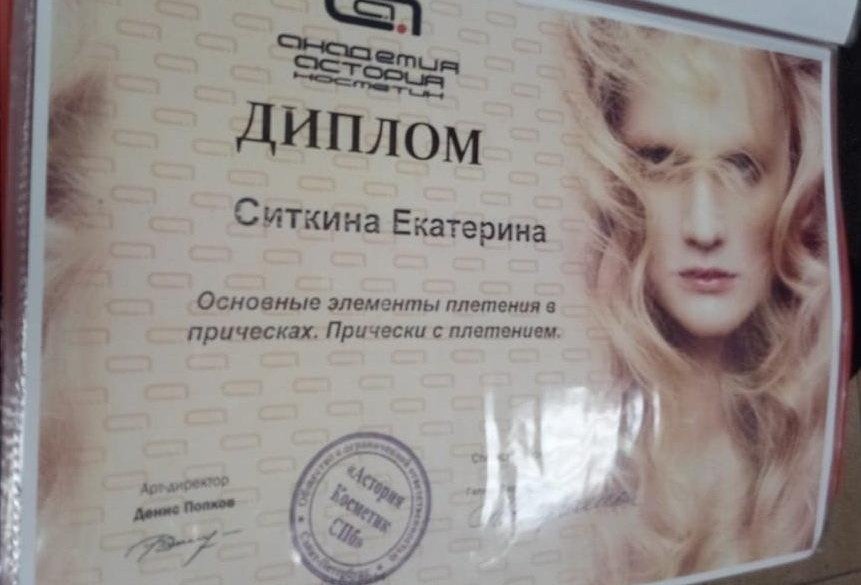 академия
астория
косметик
ДИПЛОМ
Ситкина Екатерина
Основные элементы плетения в
прическах. Прически с плетением.
Арт-директор
Денис Попков
«Астория
Косметик
СПб»